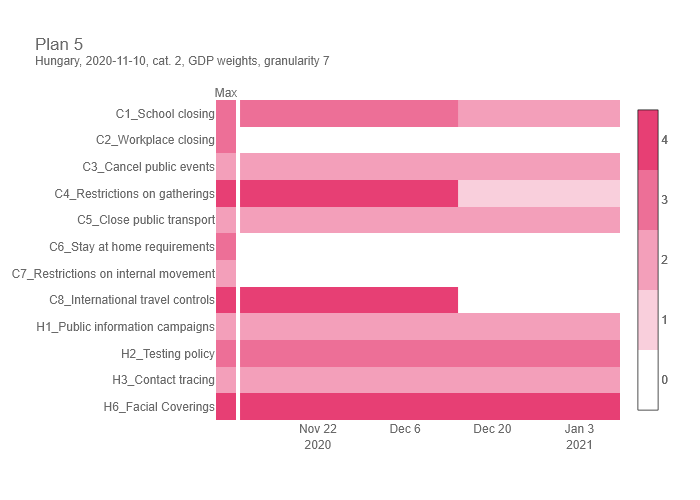 Plan 5
Hungary, 2020-11-10, cat. 2, GDP weights, granularity 7
Max
C1_School closing
C2_Workplace closing
C3_Cancel public events
C4_Restrictions on gatherings
C5_Close public transport
C6_Stay at home requirements
C7_Restrictions on internal movement
C8_International travel controls
H1_Public information campaigns
H2_Testing policy
H3_Contact tracing
H6_Facial Coverings
4
3
2
1
0
Nov 22 Dec 6 Dec 20 Jan 3
2020 2021